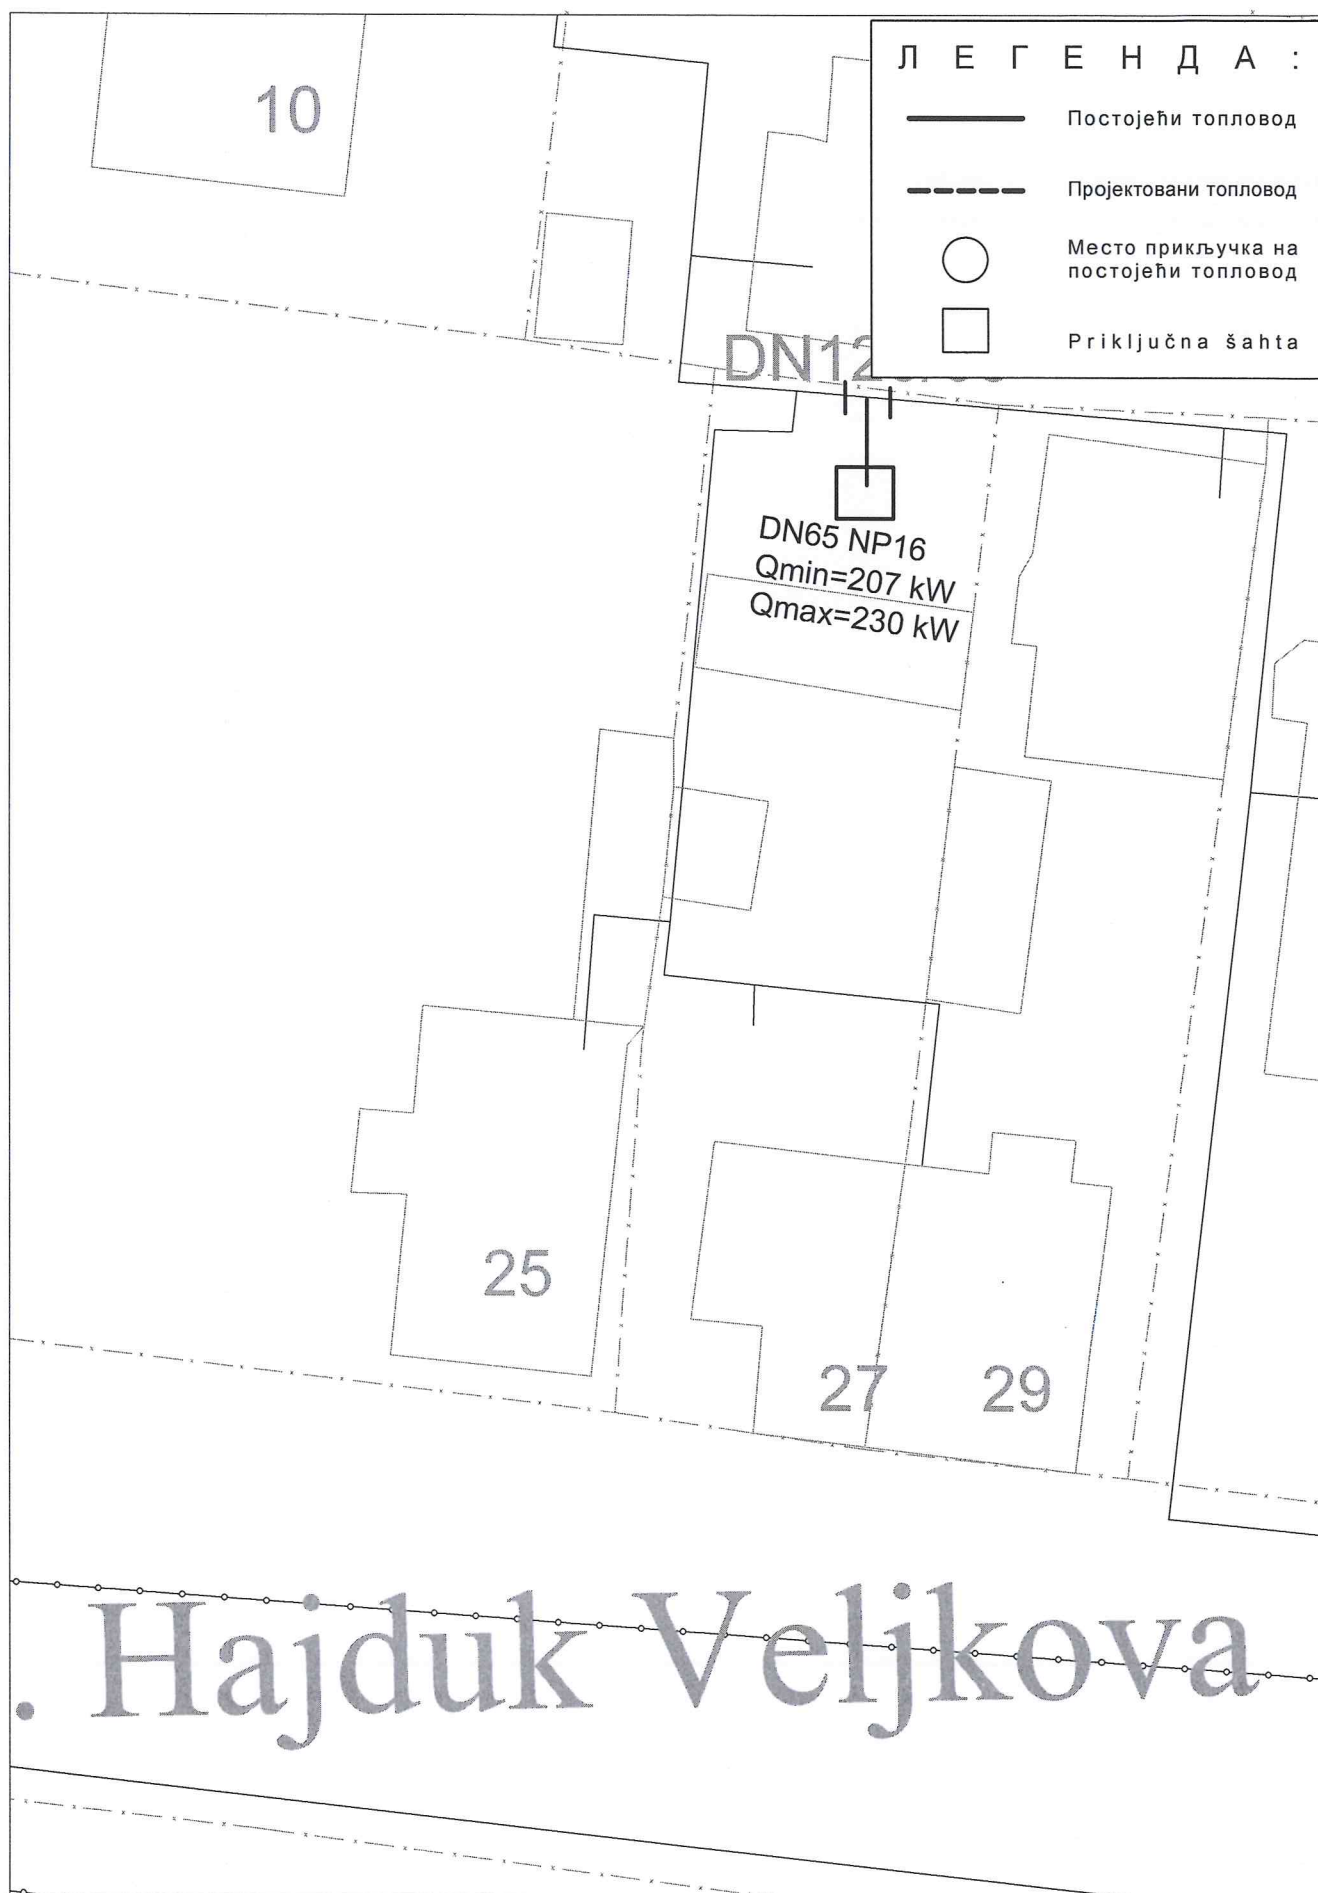 10
Л Е Г Е Н Д А :
Постојећи топловод
Пројектовани топловод
Место прикључка на
постојећи топловод
Priključna šahta
DN65 NP16
Qmin=207 kW
Qmax=230 kW
25
27
29
. Hajduk Veljkova